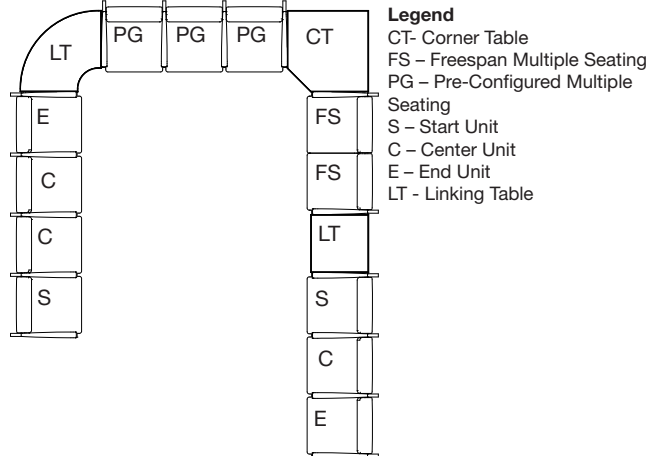 LT
PG PG PG
CT
E
C
C
S
FS
FS
LT
S
C
E
Legend
CT- Corner Table
FS – Freespan Multiple Seating
PG – Pre-Configured Multiple
Seating
S – Start Unit
C – Center Unit
E – End Unit
LT - Linking Table